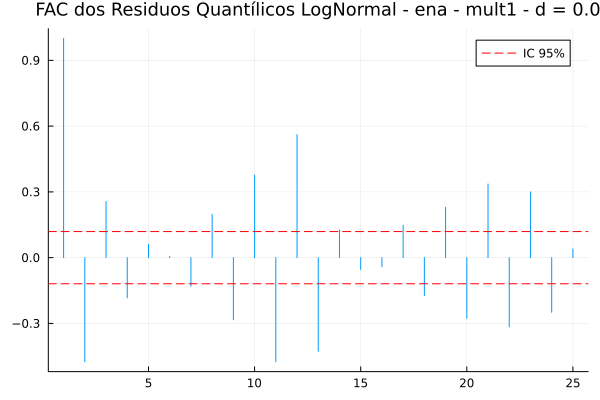 FAC dos Residuos Quantílicos LogNormal - ena - mult1 - d = 0.0
IC 95%
0.9
0.6
0.3
0.0
−0.3
5 10 15 20 25